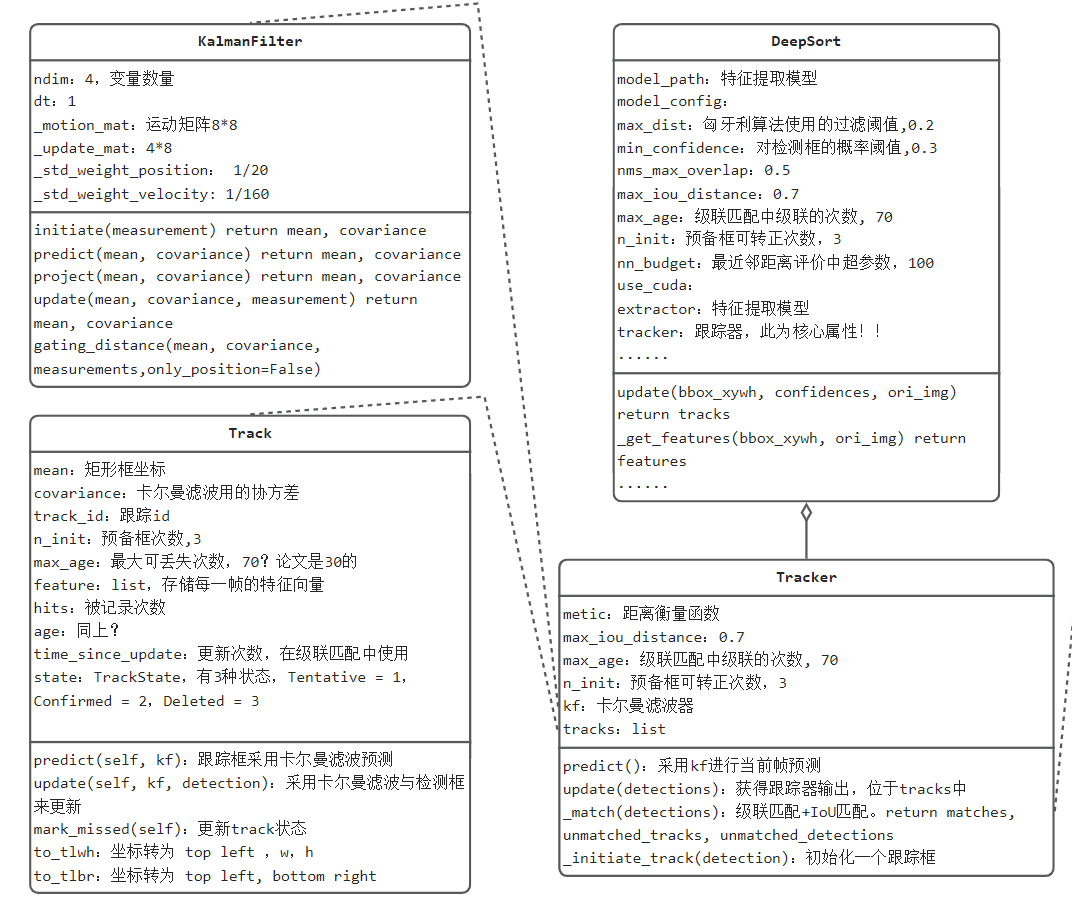 KalmanFilter
ndim：4，变量数量
dt：1
_motion_mat：运动矩阵8*8
_update_mat：4*8
_std_weight_position： 1/20
_std_weight_velocity：1/160
initiate(measurement) return mean, covariance
predict(mean, covariance) return mean, covariance
project(mean, covariance) return mean, covariance
update(mean, covariance, measurement) return
mean, covariance
gating_distance(mean, covariance,
measurements,only_position=False)
Track
mean：矩形框坐标
covariance：卡尔曼滤波用的协方差
track_id：跟踪id
n_init：预备框次数,3
max_age：最大可丢失次数，70？论文是30的
feature：list，存储每一帧的特征向量
hits：被记录次数
age：同上？
time_since_update：更新次数，在级联匹配中使用
state：TrackState，有3种状态，Tentative = 1，
Confirmed = 2，Deleted = 3
predict(self, kf)：跟踪框采用卡尔曼滤波预测
update(self, kf, detection)：采用卡尔曼滤波与检测框
来更新
mark_missed(self)：更新track状态
to_tlwh：坐标转为 top left ，w，h
to_tlbr：坐标转为 top left, bottom right
DeepSort
model_path：特征提取模型
model_config：
max_dist：匈牙利算法使用的过滤阈值,0.2
min_confidence：对检测框的概率阈值,0.3
nms_max_overlap：0.5
max_iou_distance：0.7
max_age：级联匹配中级联的次数, 70
n_init：预备框可转正次数，3
nn_budget：最近邻距离评价中超参数，100
use_cuda：
extractor：特征提取模型
tracker：跟踪器，此为核心属性！！
......
update(bbox_xywh, confidences, ori_img)
return tracks
_get_features(bbox_xywh, ori_img) return
features
......
Tracker
metic：距离衡量函数
max_iou_distance：0.7
max_age：级联匹配中级联的次数, 70
n_init：预备框可转正次数，3
kf：卡尔曼滤波器
tracks：list
predict()：采用kf进行当前帧预测
update(detections)：获得跟踪器输出，位于tracks中
_match(detections)：级联匹配+IoU匹配。return matches,
unmatched_tracks, unmatched_detections
_initiate_track(detection)：初始化一个跟踪框